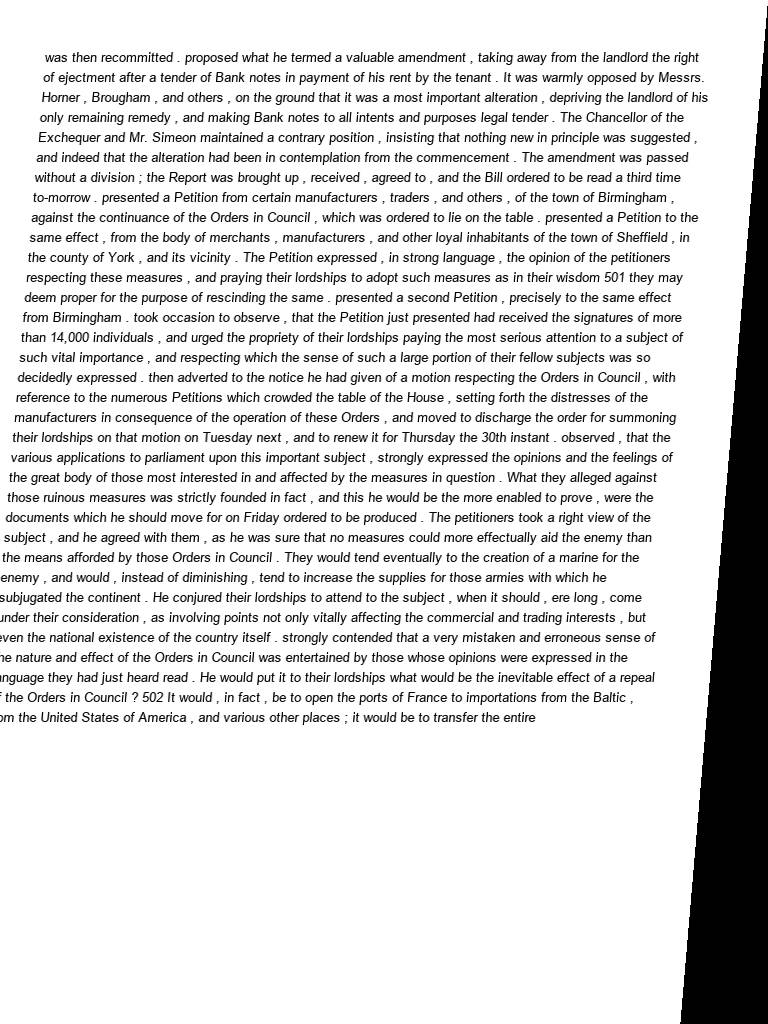 was then recommitted . proposed what he termed a valuable amendment , taking away from the landlord the right
of ejectment after a tender of Bank notes in payment of his rent by the tenant . It was warmly opposed by Messrs.
Horner , Brougham , and others , on the ground that it was a most important alteration , depriving the landlord of his
only remaining remedy , and making Bank notes to all intents and purposes legal tender . The Chancellor of the
Exchequer and Mr. Simeon maintained a contrary position , insisting that nothing new in principle was suggested ,
and indeed that the alteration had been in contemplation from the commencement . The amendment was passed
without a division ; the Report was brought up , received , agreed to , and the Bill ordered to be read a third time
to-morrow . presented a Petition from certain manufacturers , traders , and others , of the town of Birmingham ,
against the continuance of the Orders in Council , which was ordered to lie on the table . presented a Petition to the
same effect , from the body of merchants , manufacturers , and other loyal inhabitants of the town of Sheffield , in
the county of York , and its vicinity . The Petition expressed , in strong language , the opinion of the petitioners
respecting these measures , and praying their lordships to adopt such measures as in their wisdom 501 they may
deem proper for the purpose of rescinding the same . presented a second Petition , precisely to the same effect
from Birmingham . took occasion to observe , that the Petition just presented had received the signatures of more
than 14,000 individuals , and urged the propriety of their lordships paying the most serious attention to a subject of
such vital importance , and respecting which the sense of such a large portion of their fellow subjects was so
decidedly expressed . then adverted to the notice he had given of a motion respecting the Orders in Council , with
reference to the numerous Petitions which crowded the table of the House , setting forth the distresses of the
manufacturers in consequence of the operation of these Orders , and moved to discharge the order for summoning
their lordships on that motion on Tuesday next , and to renew it for Thursday the 30th instant . observed , that the
various applications to parliament upon this important subject , strongly expressed the opinions and the feelings of
the great body of those most interested in and affected by the measures in question . What they alleged against
those ruinous measures was strictly founded in fact , and this he would be the more enabled to prove , were the
documents which he should move for on Friday ordered to be produced . The petitioners took a right view of the
subject , and he agreed with them , as he was sure that no measures could more effectually aid the enemy than
the means afforded by those Orders in Council . They would tend eventually to the creation of a marine for the
enemy , and would , instead of diminishing , tend to increase the supplies for those armies with which he
subjugated the continent . He conjured their lordships to attend to the subject , when it should , ere long , come
under their consideration , as involving points not only vitally affecting the commercial and trading interests , but
even the national existence of the country itself . strongly contended that a very mistaken and erroneous sense of
nature and effect of the Orders in Council was entertained by those whose opinions were expressed in the
they had just heard read . He would put it to their lordships what would be the inevitable effect of a repeal
the Orders in Council ? 502 It would , in fact , be to open the ports of France to importations from the Baltic ,
the United States of America , and various other places ; it would be to transfer the entire